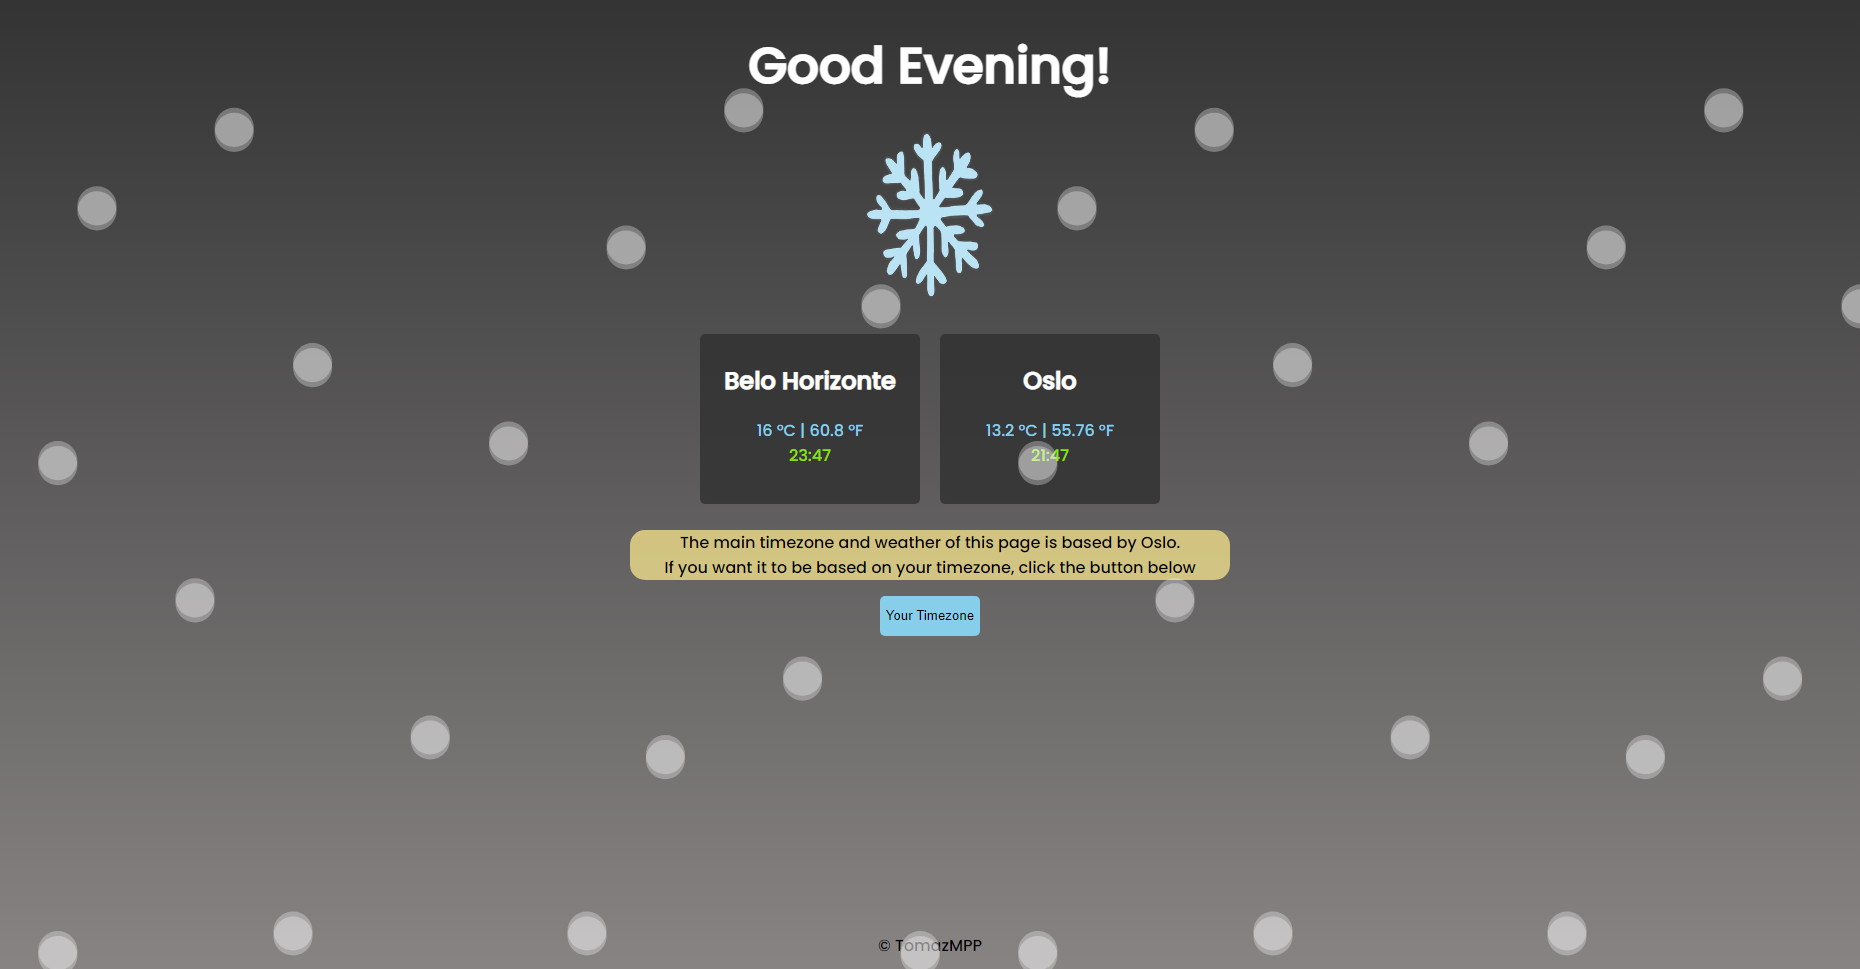 Good Evening!
Belo Horizonte
16 °C | 60.8 °F
23:47
Oslo
13.2 °C | 55.76 °F
21:47
The main timezone and weather of this page is based by Oslo.
If you want it to be based on your timezone, click the button below
Your Timezone
© TomazMPP